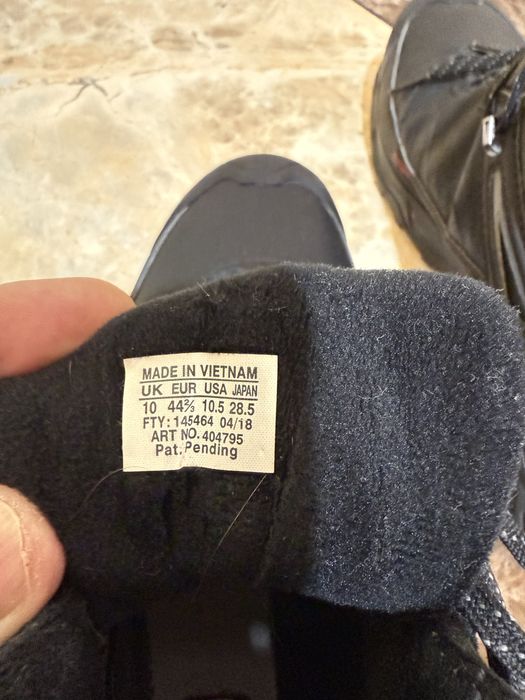 MADE IN VIETNAM
UK EUR USA JAPAN
10 44⅔ 10.5 28.5
FTY: 145464 04/18
ART NO. 404795
Pat. Pending